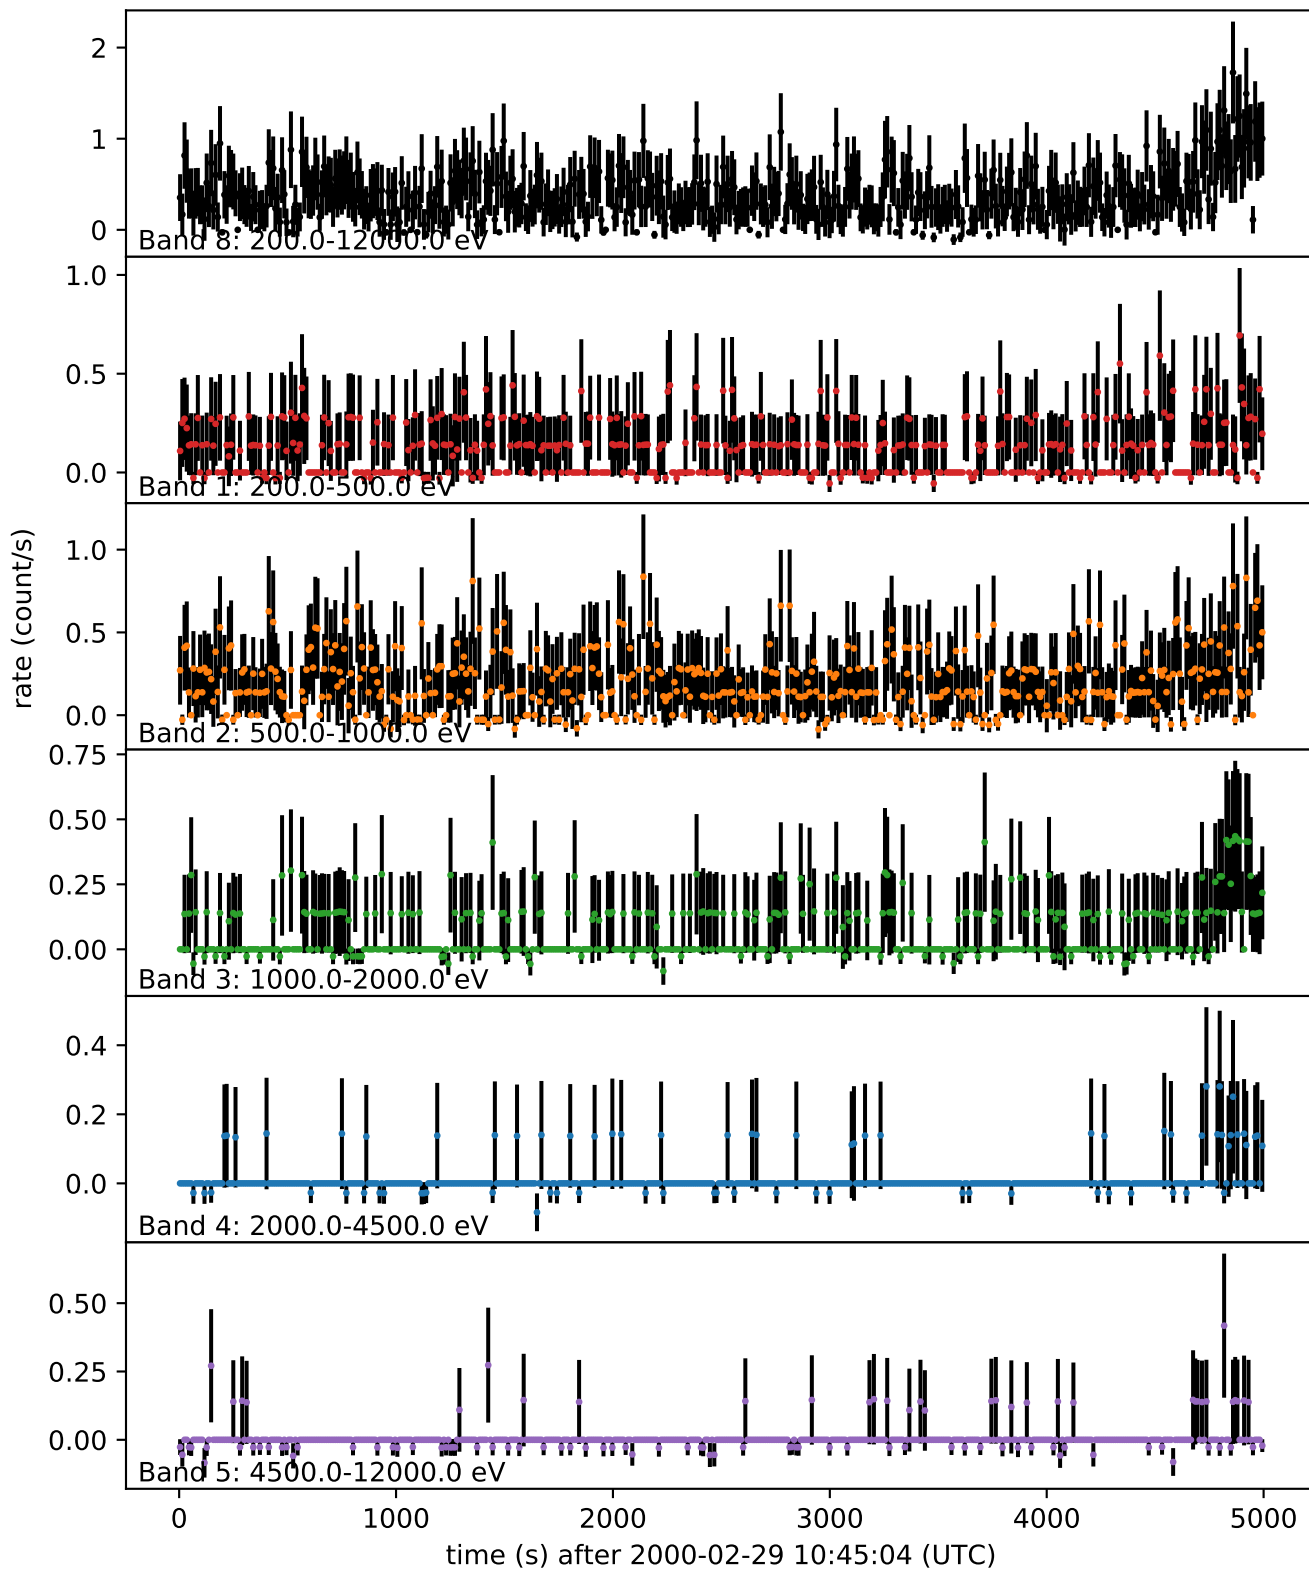 2
1
0
Band 8: 200.0-12000.0 eV
1.0
0.5
0.0
Band 1: 200.0-500.0 eV
rate (count/s)
1.0
0.5
0.0
Band 2: 500.0-1000.0 eV
0.75
0.50
0.25
0.00
Band 3: 1000.0-2000.0 eV
0.4
0.2
0.0
Band 4: 2000.0-4500.0 eV
0.50
0.25
0.00
Band 5: 4500.0-12000.0 eV
0 1000 2000 3000 4000 5000
time (s) after 2000-02-29 10:45:04 (UTC)